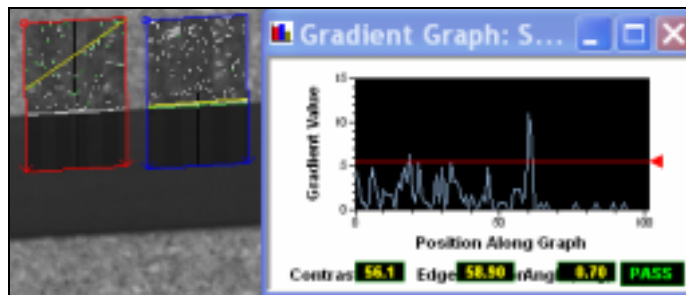 Gradient Graph: S...
15
10
5
0
Gradient Value
0 50 100
Position Along Graph
Contras 56.1 Edge 58.90 Ang 0.70 PASS